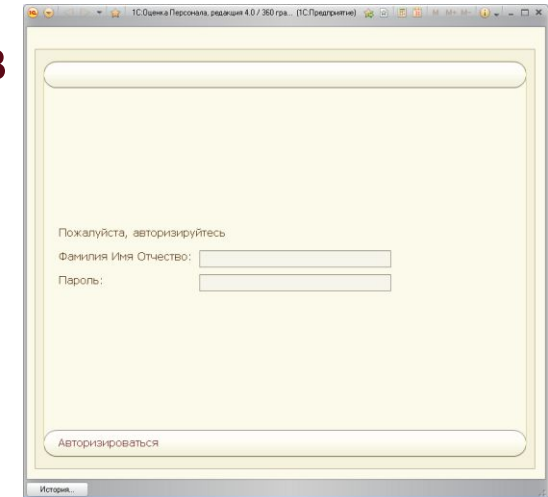 1С:Оценка Персонала, редакция 4.0 / 360 гра... (1С:Предприятие)
M M+ M-
в
Пожалуйста, авторизируйтесь
Фамилия Имя Отчество:
Пароль:
Авторизироваться
История...